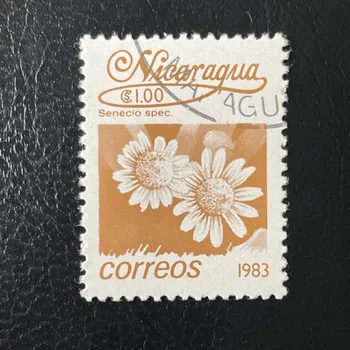 Nicaragua
C$ 1.00
Senecio spec.
AGU
correos 1983